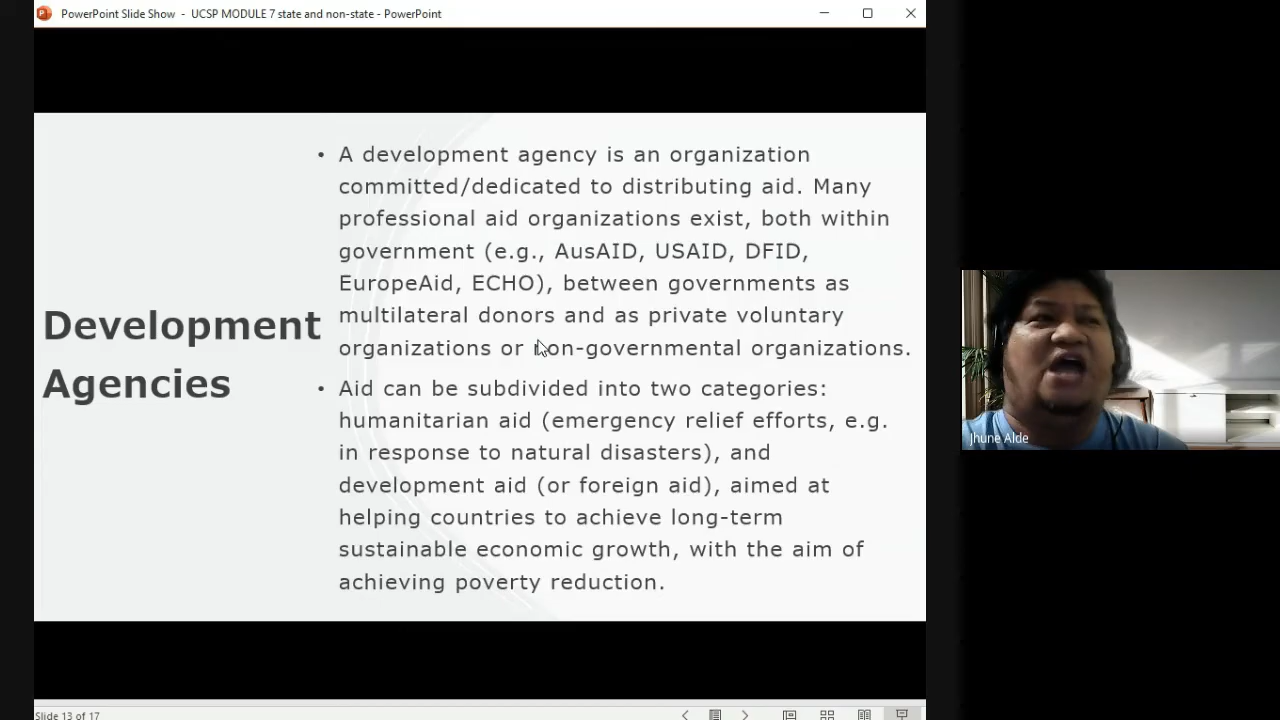 PowerPoint Slide Show - UCSP MODULE 7 state and non-state - PowerPoint
Development
Agencies
• A development agency is an organization
committed/dedicated to distributing aid. Many
professional aid organizations exist, both within
government (e.g., AusAID, USAID, DFID,
EuropeAid, ECHO), between governments as
multilateral donors and as private voluntary
organizations or non-governmental organizations.
• Aid can be subdivided into two categories:
humanitarian aid (emergency relief efforts, e.g.
in response to natural disasters), and
development aid (or foreign aid), aimed at
helping countries to achieve long-term
sustainable economic growth, with the aim of
achieving poverty reduction.
Jhune Alde
Slide 13 of 17